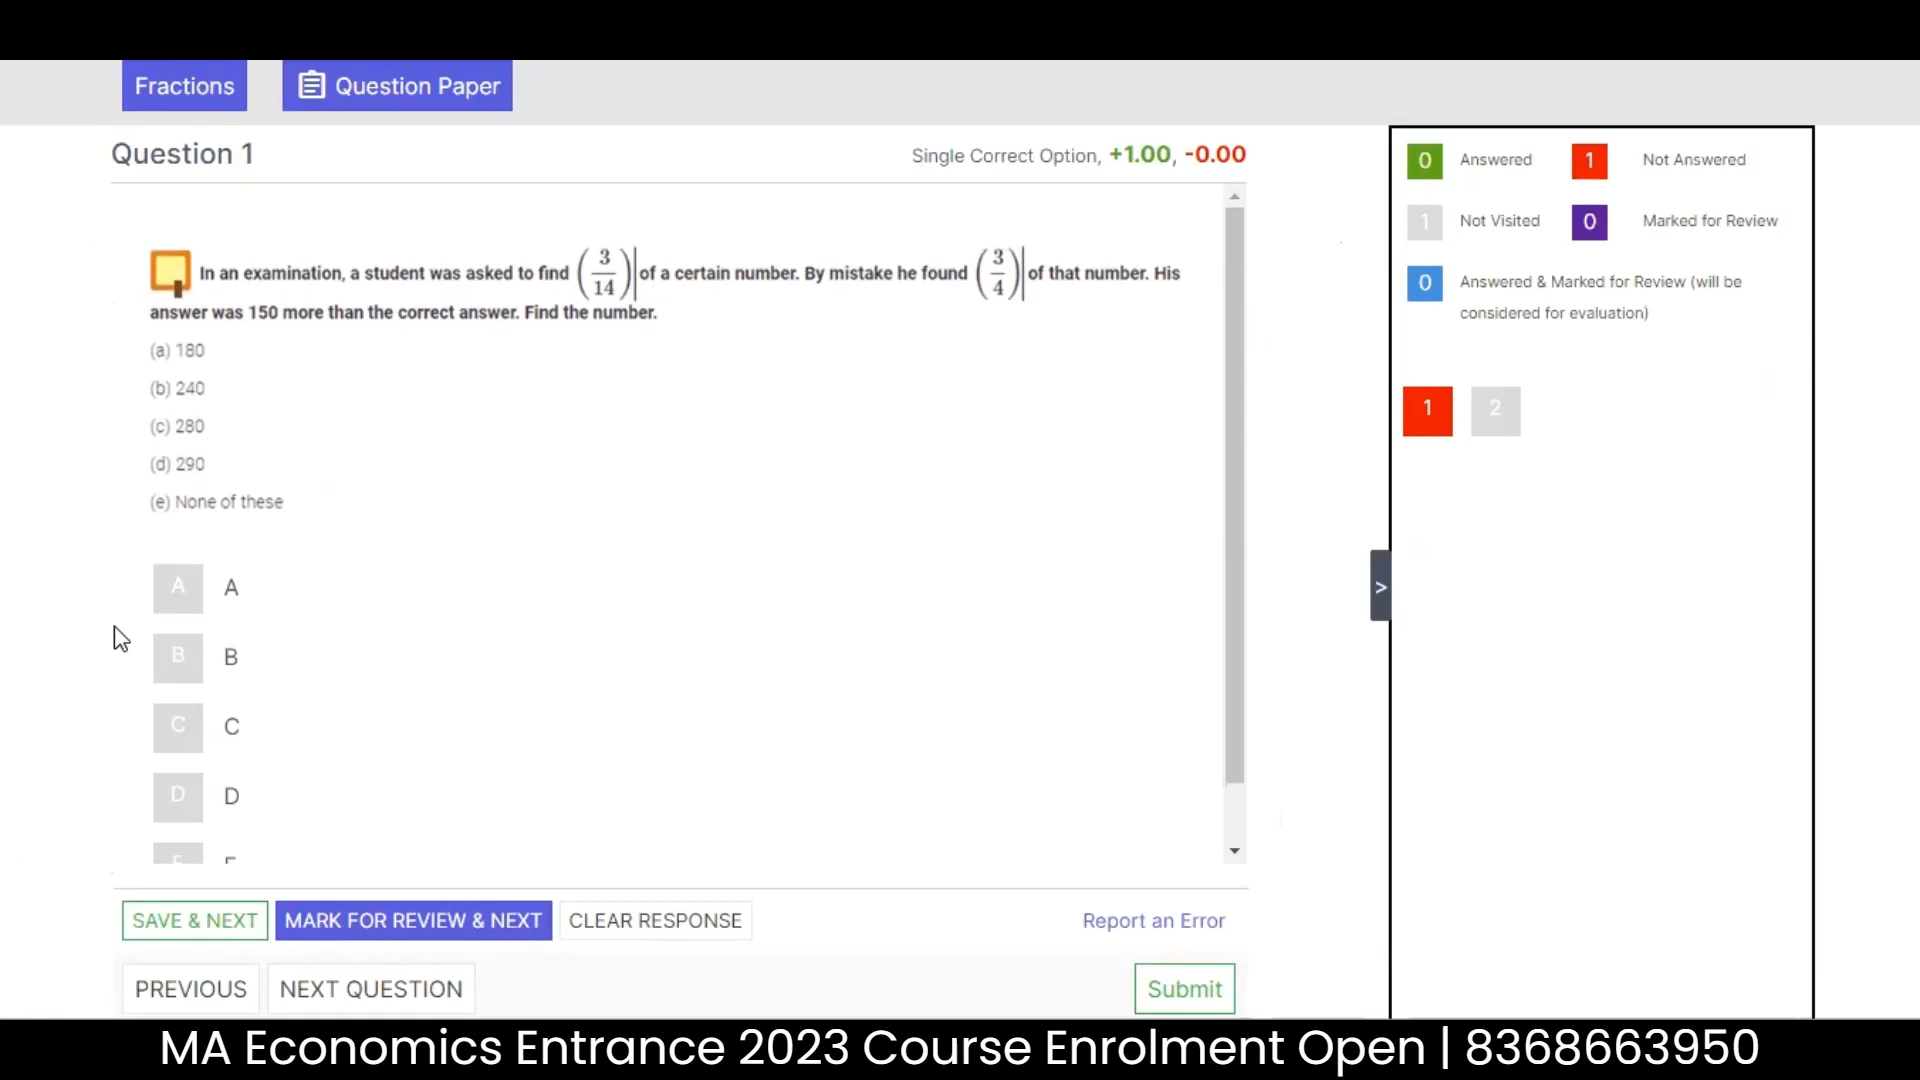 Fractions
Question Paper
Question 1
Single Correct Option, +1.00, -0.00
In an examination, a student was asked to find (3/14)| of a certain number. By mistake he found (3/4)| of that number. His
answer was 150 more than the correct answer. Find the number.
(a) 180
(b) 240
(c) 280
(d) 290
(e) None of these
A A
B B
C C
D D
SAVE & NEXT
MARK FOR REVIEW & NEXT
CLEAR RESPONSE
Report an Error
PREVIOUS
NEXT QUESTION
Submit
0 Answered
1 Not Answered
1 Not Visited
0 Marked for Review
0 Answered & Marked for Review (will be
considered for evaluation)
1 2
>
MA Economics Entrance 2023 Course Enrolment Open | 8368663950